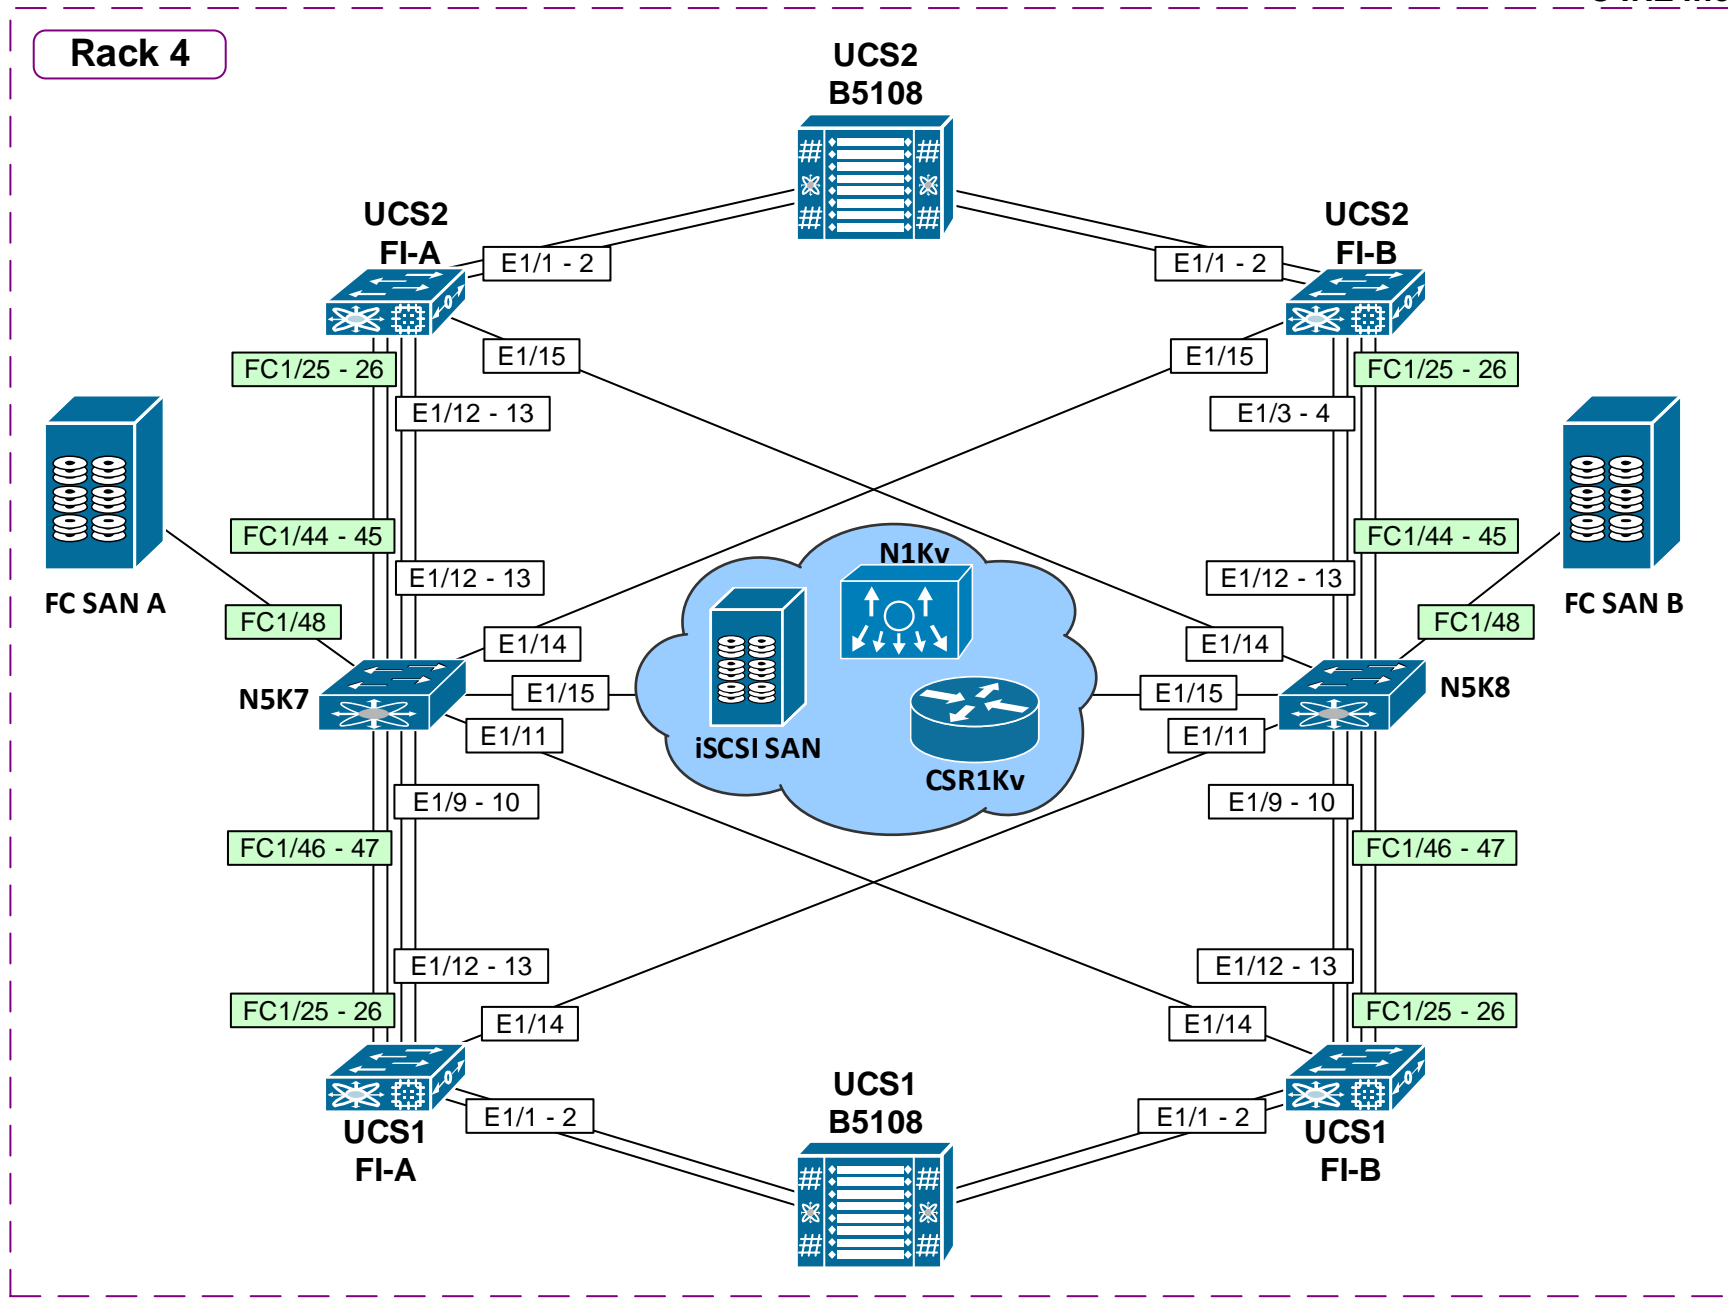 Rack 4
UCS2
B5108
UCS2
FI-A
UCS2
FI-B
E1/1 - 2
E1/1 - 2
E1/15
E1/15
FC1/25 - 26
FC1/25 - 26
E1/12 - 13
E1/3 - 4
FC1/44 - 45
FC1/44 - 45
N1Kv
E1/12 - 13
E1/12 - 13
FC SAN A
FC SAN B
FC1/48
FC1/48
E1/14
E1/14
N5K7
E1/15
E1/15
N5K8
E1/11
E1/11
iSCSI SAN
CSR1Kv
E1/9 - 10
E1/9 - 10
FC1/46 - 47
FC1/46 - 47
E1/12 - 13
E1/12 - 13
FC1/25 - 26
FC1/25 - 26
E1/14
E1/14
UCS1
B5108
E1/1 - 2
E1/1 - 2
UCS1
FI-A
UCS1
FI-B